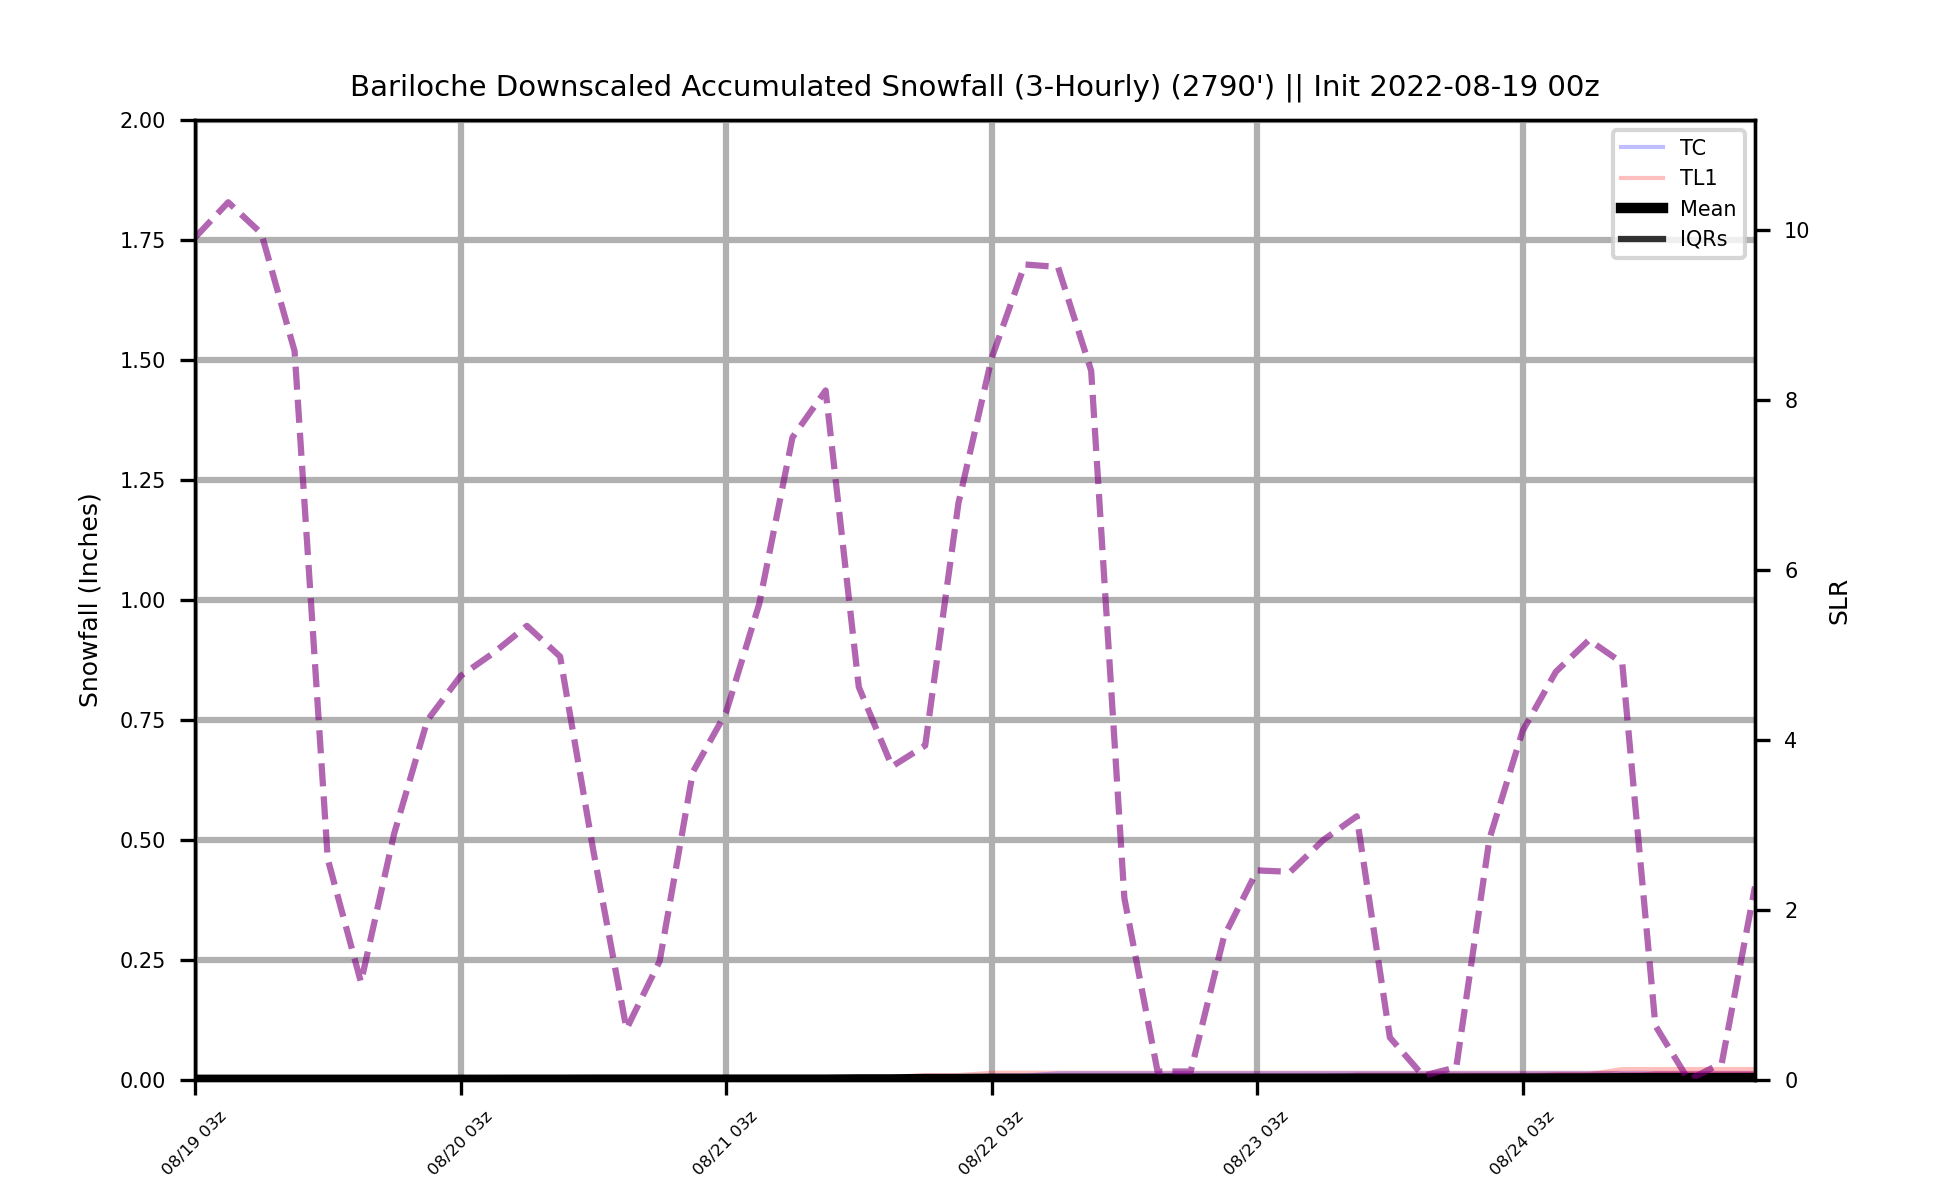 Bariloche Downscaled Accumulated Snowfall (3-Hourly) (2790') || Init 2022-08-19 00z
TC
TL1
Mean
IQRs
Snowfall (Inches)
2.00
1.75
1.50
1.25
1.00
0.75
0.50
0.25
0.00
10
8
6
4
2
0
SLR
08/19 03z
08/20 03z
08/21 03z
08/22 03z
08/23 03z
08/24 03z